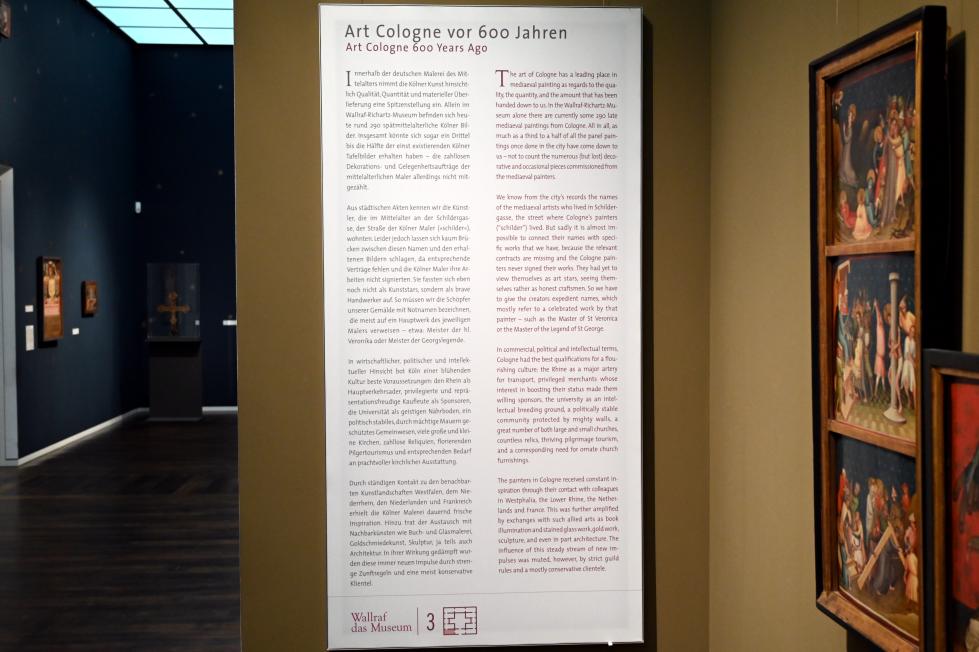 Art Cologne vor 600 Jahren
Art Cologne 600 Years Ago
Innerhalb der deutschen Malerei des Mit-
telalters nimmt die Kölner Kunst hinsicht-
lich Qualität, Quantität und materieller Über-
lieferung eine Spitzenstellung ein. Allein im
Wallraf-Richartz-Museum befinden sich heu-
te rund 290 spätmittelalterliche Kölner Bil-
der. Insgesamt könnte sich sogar ein Drittel
bis die Hälfte der einst existierenden Kölner
Tafelbilder erhalten haben – die zahllosen
Dekorations- und Gelegenheitsaufträge der
mittelalterlichen Maler allerdings nicht mit-
gezählt.
Aus städtischen Akten kennen wir die Künst-
ler, die im Mittelalter an der Schildergas-
se, der Straße der Kölner Maler (»schilder«),
wohnten. Leider jedoch lassen sich kaum Brü-
cken zwischen diesen Namen und den erhal-
tenen Bildern schlagen, da entsprechende
Verträge fehlen und die Kölner Maler ihre Ar-
beiten nicht signierten. Sie fassten sich eben
noch nicht als Kunststars, sondern als brave
Handwerker auf. So müssen wir die Schöpfer
unserer Gemälde mit Notnamen bezeichnen,
die meist auf ein Hauptwerk des jeweiligen
Malers verweisen – etwa: Meister der hl.
Veronika oder Meister der Georgslegende.
In wirtschaftlicher, politischer und intellek-
tueller Hinsicht bot Köln einer blühenden
Kultur beste Voraussetzungen: den Rhein als
Hauptverkehrsader, privilegierte und reprä-
sentationsfreudige Kaufleute als Sponsoren,
die Universität als geistigen Nährboden, ein
politisch stabiles, durch mächtige Mauern ge-
schütztes Gemeinwesen, viele große und klei-
ne Kirchen, zahllose Reliquien, florierenden
Pilgertourismus und entsprechenden Bedarf
an prachtvoller kirchlicher Ausstattung.
Durch ständigen Kontakt zu den benachbar-
ten Kunstlandschaften Westfalen, dem Nie-
derrhein, den Niederlanden und Frankreich
erhielt die Kölner Malerei dauernd frische
Inspiration. Hinzu trat der Austausch mit
Nachbarkünsten wie Buch- und Glasmalerei,
Goldschmiedekunst, Skulptur, ja teils auch
Architektur. In ihrer Wirkung gedämpft wur-
den diese immer neuen Impulse durch stren-
ge Zunftregeln und eine meist konservative
Klientel.
The art of Cologne has a leading place in
mediaeval painting as regards to the qua-
lity, the quantity, and the amount that has been
handed down to us. In the Wallraf-Richartz-Mu-
seum alone there are currently some 290 late
mediaeval paintings from Cologne. All in all, as
much as a third to a half of all the panel pain-
tings once done in the city have come down to
us – not to count the numerous (but lost) deco-
rative and occasional pieces commissioned from
the mediaeval painters.
We know from the city's records the names
of the mediaeval artists who lived in Schilder-
gasse, the street where Cologne's painters
("schilder") lived. But sadly it is almost im-
possible to connect their names with speci-
fic works that we have, because the relevant
contracts are missing and the Cologne pain-
ters never signed their works. They had yet to
view themselves as art stars, seeing them-
selves rather as honest craftsmen. So we have
to give the creators expedient names, which
mostly refer to a celebrated work by that
painter – such as the Master of St Veronica
or the Master of the Legend of St George.
In commercial, political and intellectual terms,
Cologne had the best qualifications for a flou-
rishing culture: the Rhine as a major artery
for transport, privileged merchants whose
interest in boosting their status made them
willing sponsors, the university as an intel-
lectual breeding ground, a politically stable
community protected by mighty walls, a
great number of both large and small churches,
countless relics, thriving pilgrimage tourism,
and a corresponding need for ornate church
furnishings.
The painters in Cologne received constant in-
spiration through their contact with colleagues
in Westphalia, the Lower Rhine, the Nether-
lands and France. This was further amplified
by exchanges with such allied arts as book
illumination and stained glass work, gold work,
sculpture, and even in part architecture. The
influence of this steady stream of new im-
pulses was muted, however, by strict guild
rules and a mostly conservative clientele.
Wallraf
das Museum
3